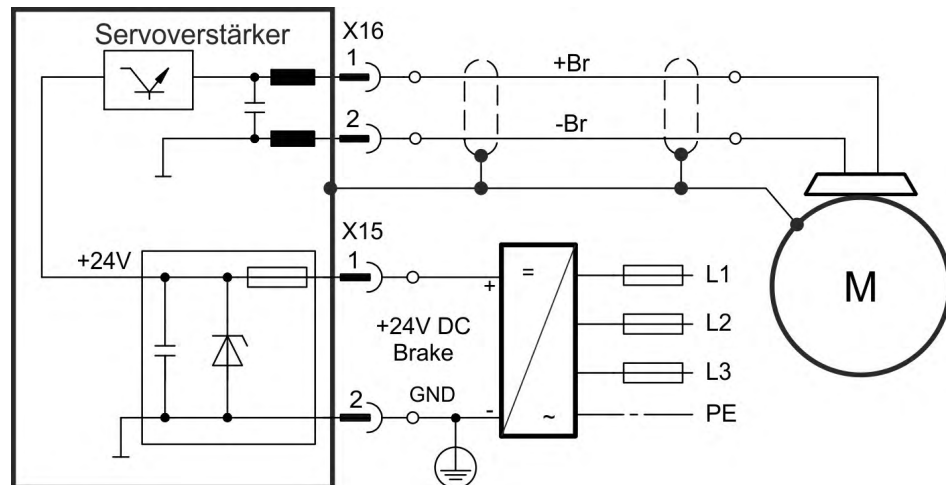 Servoverstärker
X16
1
+Br
2
-Br
X15
+24V
1
+
=
L1
+24V DC
Brake
L2
M
L3
2
GND
-
~
PE